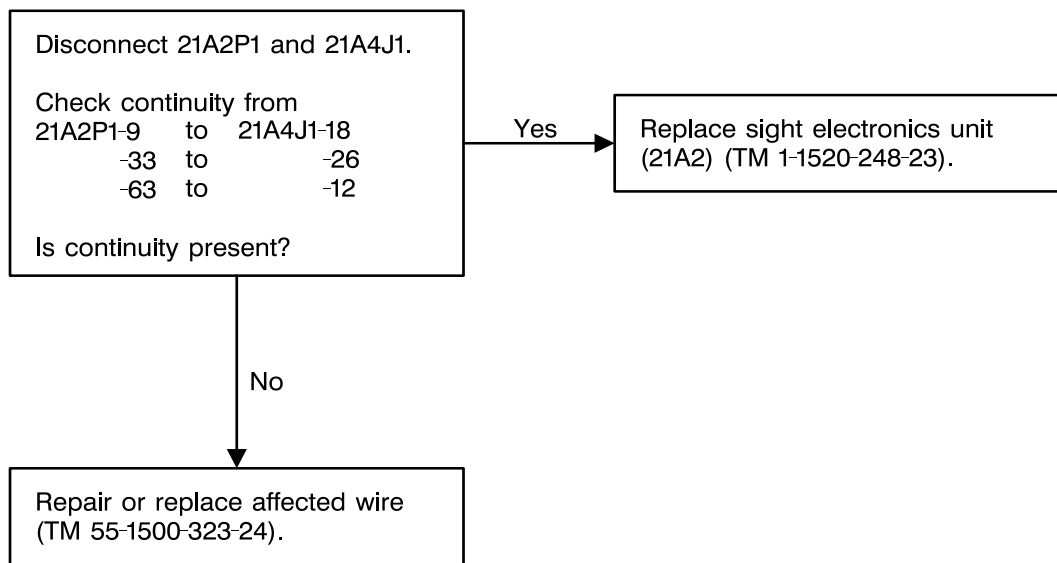 Disconnect 21A2P1 and 21A4J1.
Check continuity from
21A2P1-9 to 21A4J1-18
-33 to -26
-63 to -12
Is continuity present?
Yes
Replace sight electronics unit
(21A2) (TM 1-1520-248-23).
No
Repair or replace affected wire
(TM 55-1500-323-24).